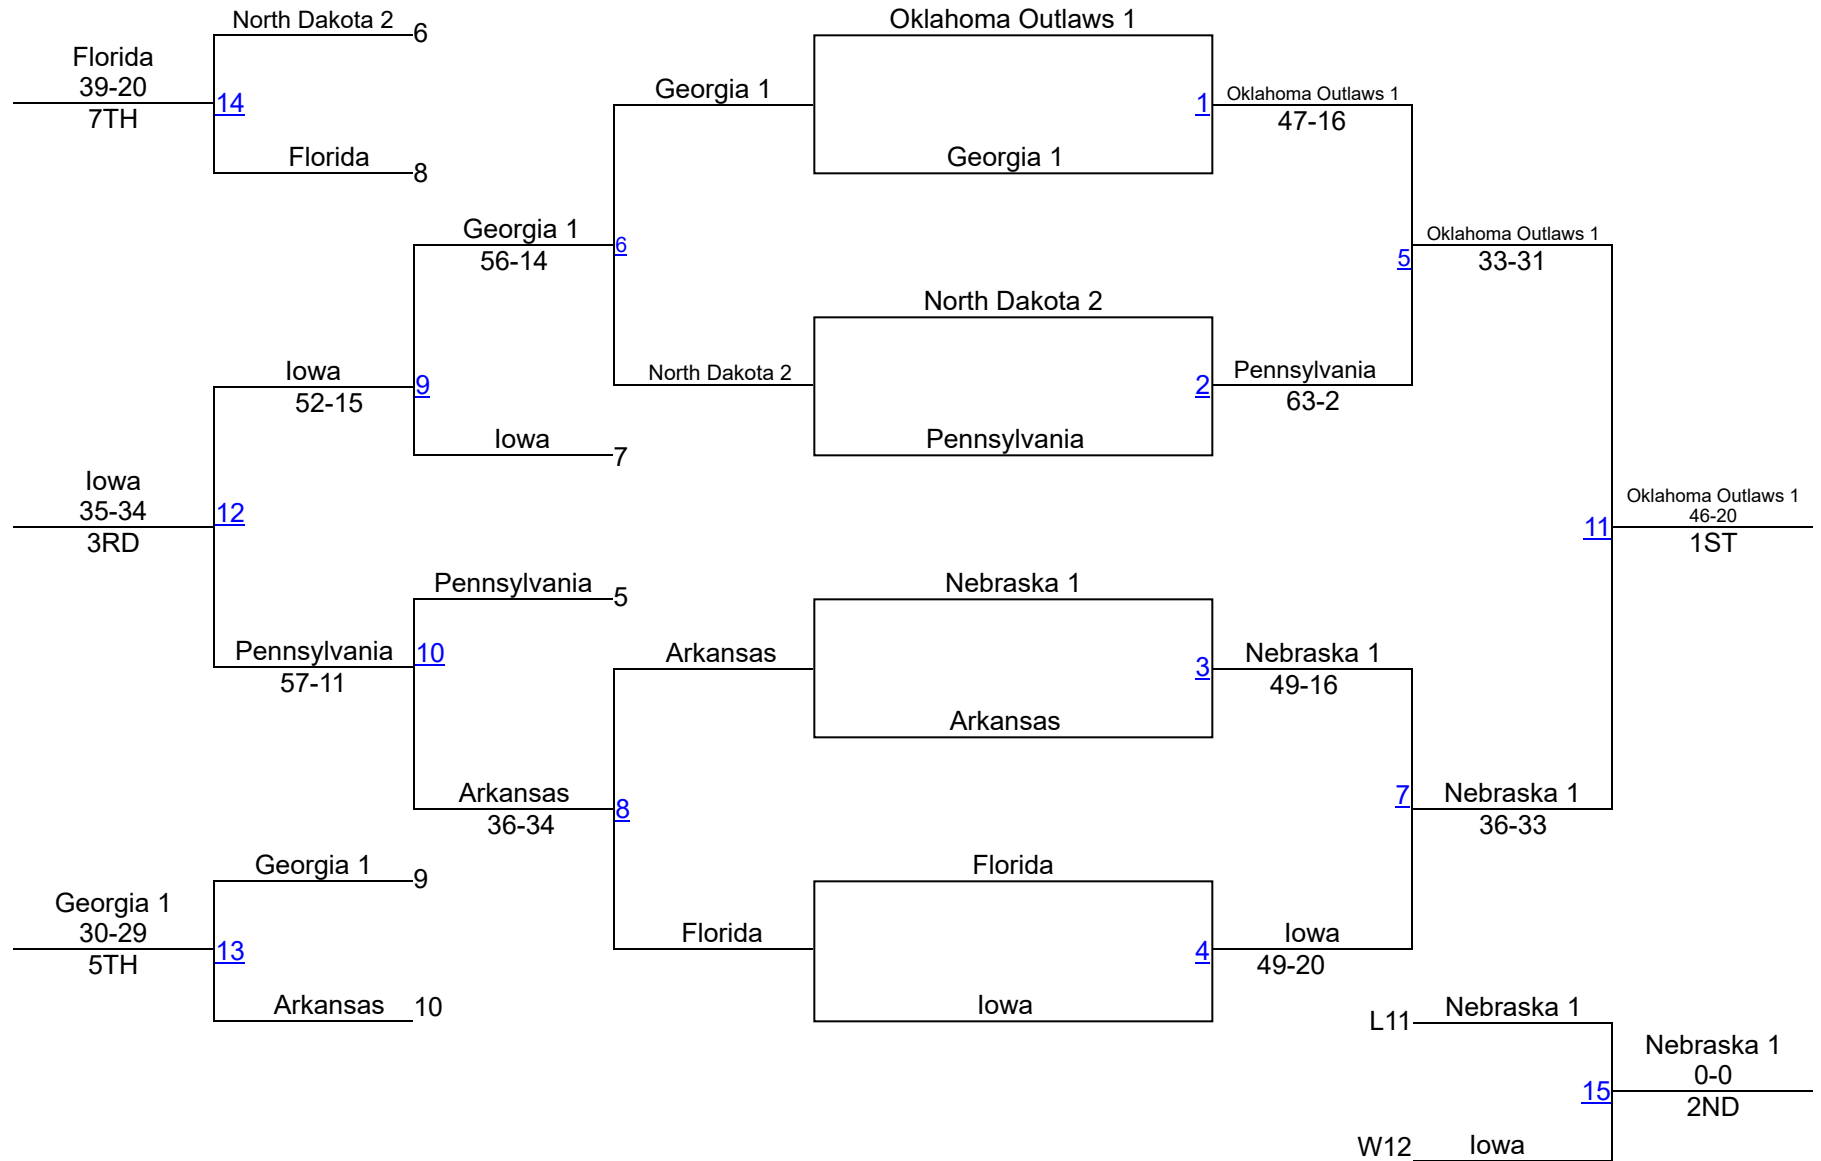 North Dakota 2
6
Florida
39-20
7TH
14
Florida
8
Oklahoma Outlaws 1
Georgia 1
1
Oklahoma Outlaws 1
47-16
Georgia 1
Georgia 1
56-14
6
5
Oklahoma Outlaws 1
33-31
North Dakota 2
North Dakota 2
2
Pennsylvania
63-2
Pennsylvania
Iowa
52-15
9
Iowa
7
Iowa
35-34
3RD
12
11
Oklahoma Outlaws 1
46-20
1ST
Pennsylvania
5
Pennsylvania
57-11
10
Nebraska 1
Arkansas
3
Nebraska 1
49-16
Arkansas
Arkansas
36-34
8
7
Nebraska 1
36-33
Georgia 1
9
Georgia 1
30-29
5TH
13
Arkansas
10
Florida
Florida
4
Iowa
49-20
Iowa
L11
Nebraska 1
15
Nebraska 1
0-0
2ND
W12
Iowa